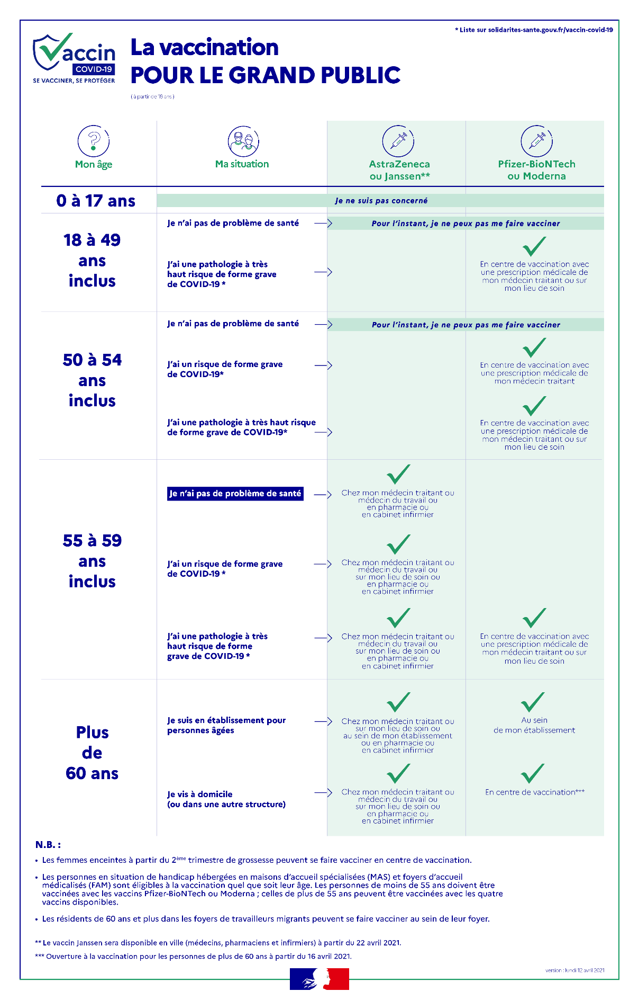 * Liste sur solidarites-sante.gouv.fr/vaccin-covid-19
Vaccin
COVID-19
SE VACCINER, SE PROTÉGER
La vaccination
POUR LE GRAND PUBLIC
( à partir de 18 ans )
Mon âge
Ma situation
AstraZeneca
ou Janssen**
Pfizer-BioNTech
ou Moderna
0 à 17 ans
Je ne suis pas concerné
18 à 49
ans
inclus
Je n’ai pas de problème de santé
Pour l’instant, je ne peux pas me faire vacciner
J’ai une pathologie à très
haut risque de forme grave
de COVID-19 *
En centre de vaccination avec
une prescription médicale de
mon médecin traitant ou sur
mon lieu de soin
50 à 54
ans
inclus
Je n’ai pas de problème de santé
Pour l’instant, je ne peux pas me faire vacciner
J’ai un risque de forme grave
de COVID-19*
En centre de vaccination avec
une prescription médicale de
mon médecin traitant
J’ai une pathologie à très haut risque
de forme grave de COVID-19*
En centre de vaccination avec
une prescription médicale de
mon médecin traitant ou sur
mon lieu de soin
55 à 59
ans
inclus
Je n’ai pas de problème de santé
Chez mon médecin traitant ou
médecin du travail ou
en pharmacie ou
en cabinet infirmier
J’ai un risque de forme grave
de COVID-19 *
Chez mon médecin traitant ou
médecin du travail ou
sur mon lieu de soin ou
en pharmacie ou
en cabinet infirmier
J’ai une pathologie à très
haut risque de forme
grave de COVID-19 *
Chez mon médecin traitant ou
médecin du travail ou
sur mon lieu de soin ou
en pharmacie ou
en cabinet infirmier
En centre de vaccination avec
une prescription médicale de
mon médecin traitant ou sur
mon lieu de soin
Plus
de
60 ans
Je suis en établissement pour
personnes âgées
Chez mon médecin traitant ou
sur mon lieu de soin ou
au sein de mon établissement
ou en pharmacie ou
en cabinet infirmier
Au sein
de mon établissement
Je vis à domicile
(ou dans une autre structure)
Chez mon médecin traitant ou
médecin du travail ou
sur mon lieu de soin ou
en pharmacie ou
en cabinet infirmier
En centre de vaccination***
N.B. :
• Les femmes enceintes à partir du 2ème trimestre de grossesse peuvent se faire vacciner en centre de vaccination.
• Les personnes en situation de handicap hébergées en maisons d’accueil spécialisées (MAS) et foyers d’accueil
médicalisés (FAM) sont éligibles à la vaccination quel que soit leur âge. Les personnes de moins de 55 ans doivent être
vaccinées avec les vaccins Pfizer-BioNTech ou Moderna ; celles de plus de 55 ans peuvent être vaccinées avec les quatre
vaccins disponibles.
• Les résidents de 60 ans et plus dans les foyers de travailleurs migrants peuvent se faire vacciner au sein de leur foyer.
** Le vaccin Janssen sera disponible en ville (médecins, pharmaciens et infirmiers) à partir du 22 avril 2021.
*** Ouverture à la vaccination pour les personnes de plus de 60 ans à partir du 16 avril 2021.
version : lundi 12 avril 2021